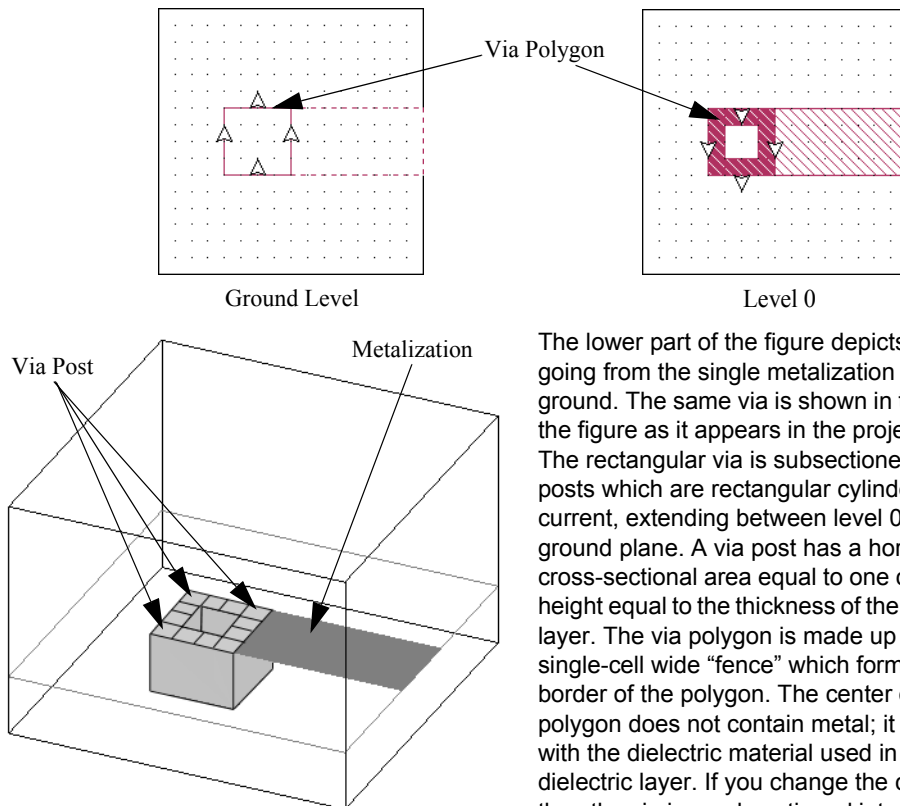 Via Polygon
Ground Level
Level 0
Via Post
Metalization
The lower part of the figure depicts
going from the single metalization
ground. The same via is shown in
the figure as it appears in the
The rectangular via is
posts which are rectangular
current, extending between level 0
ground plane. A via post has a
cross-sectional area equal to one
height equal to the thickness of the
layer. The via polygon is made up
single-cell wide “fence” which
border of the polygon. The center
polygon does not contain metal; it
with the dielectric material used in
dielectric layer. If you change the